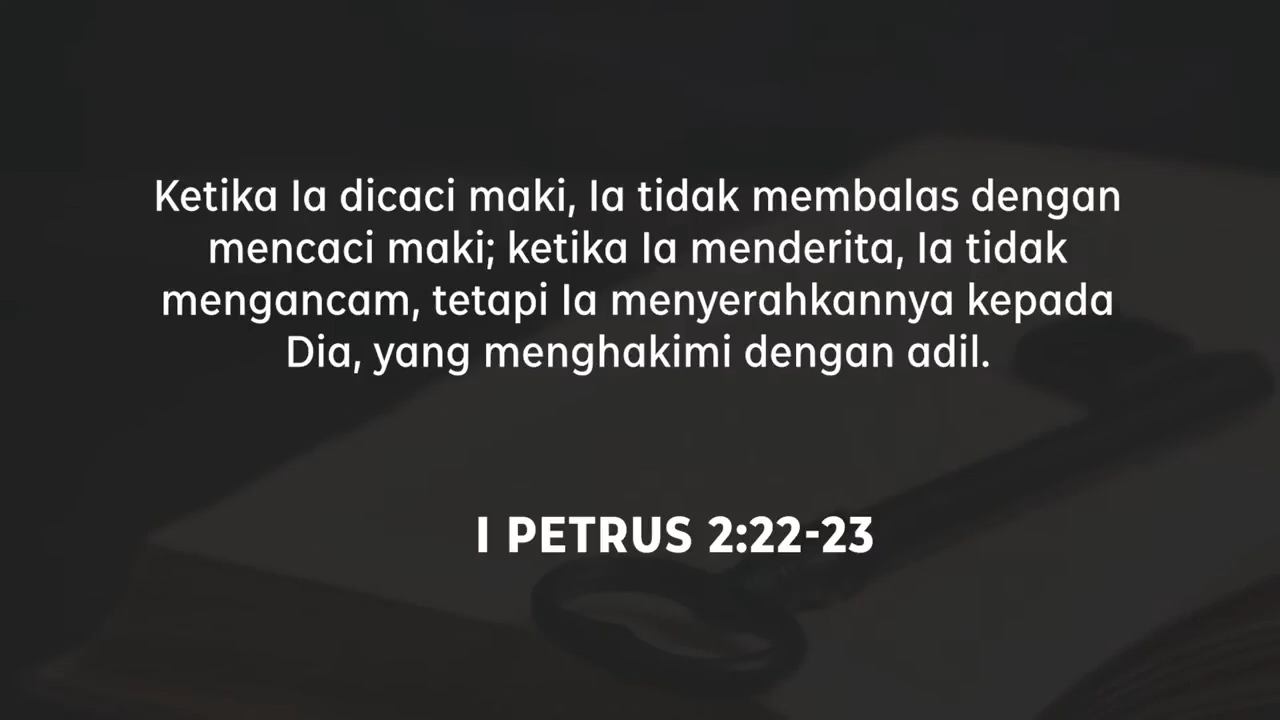 Ketika Ia dicaci maki, Ia tidak membalas dengan
mencaci maki; ketika Ia menderita, Ia tidak
mengancam, tetapi Ia menyerahkannya kepada
Dia, yang menghakimi dengan adil.
I PETRUS 2:22-23